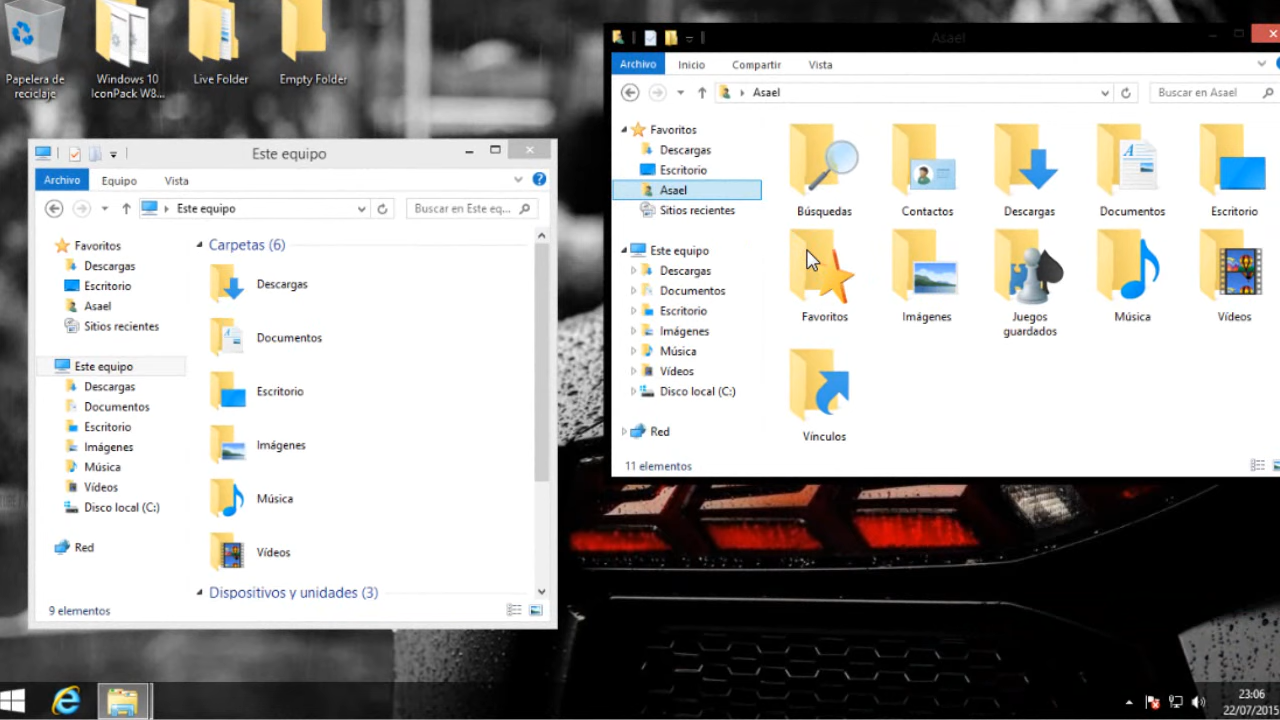 Papelera de
reciclaje
Windows 10
IconPack W8...
Live Folder
Empty Folder
Este equipo
Archivo
Equipo
Vista
Este equipo
Buscar en Este eq...
Favoritos
Descargas
Escritorio
Asael
Sitios recientes
Este equipo
Descargas
Documentos
Escritorio
Imágenes
Música
Vídeos
Disco local (C:)
Red
9 elementos
Carpetas (6)
Descargas
Documentos
Escritorio
Imágenes
Música
Vídeos
Dispositivos y unidades (3)
Asael
Archivo
Inicio
Compartir
Vista
Asael
Buscar en Asael
Favoritos
Descargas
Escritorio
Asael
Sitios recientes
Este equipo
Descargas
Documentos
Escritorio
Imágenes
Música
Vídeos
Disco local (C:)
Red
11 elementos
Búsquedas
Contactos
Descargas
Documentos
Escritorio
Favoritos
Imágenes
Juegos
guardados
Música
Vídeos
Vínculos
23:06
22/07/2015